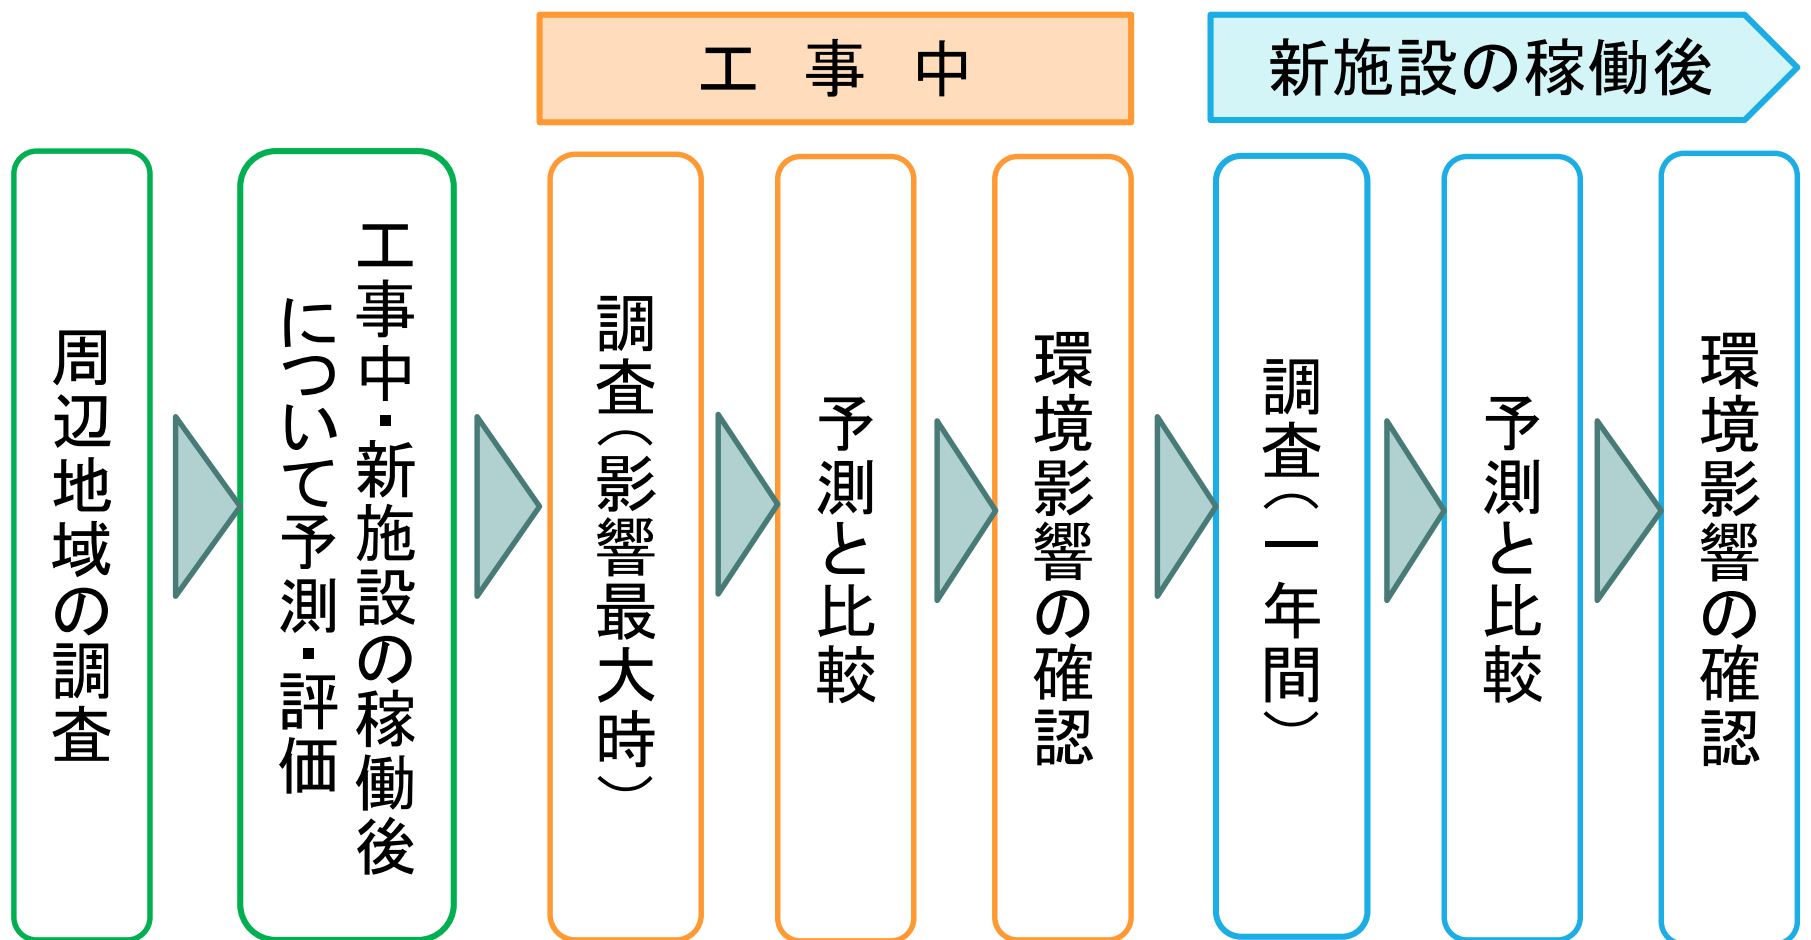 工事中
新施設の稼働後
周辺地域の調査
工事中・新施設の稼働後
について予測・評価
調査（影響最大時）
予測と比較
環境影響の確認
調査（一年間）
予測と比較
環境影響の確認